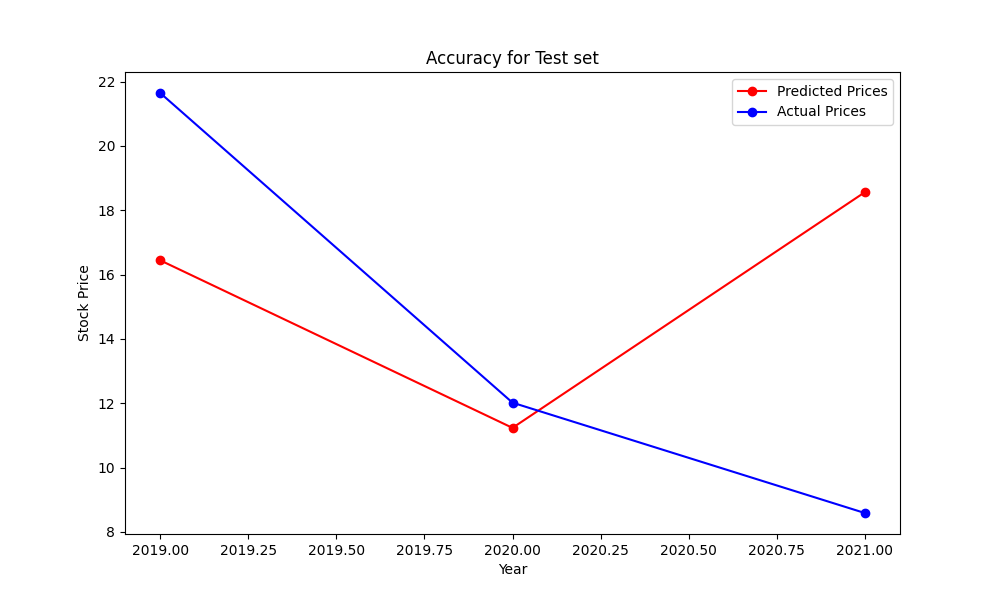 Accuracy for Test set
Predicted Prices
Actual Prices
22
20
18
16
14
12
10
8
Stock Price
2019.00 2019.25 2019.50 2019.75 2020.00 2020.25 2020.50 2020.75 2021.00
Year